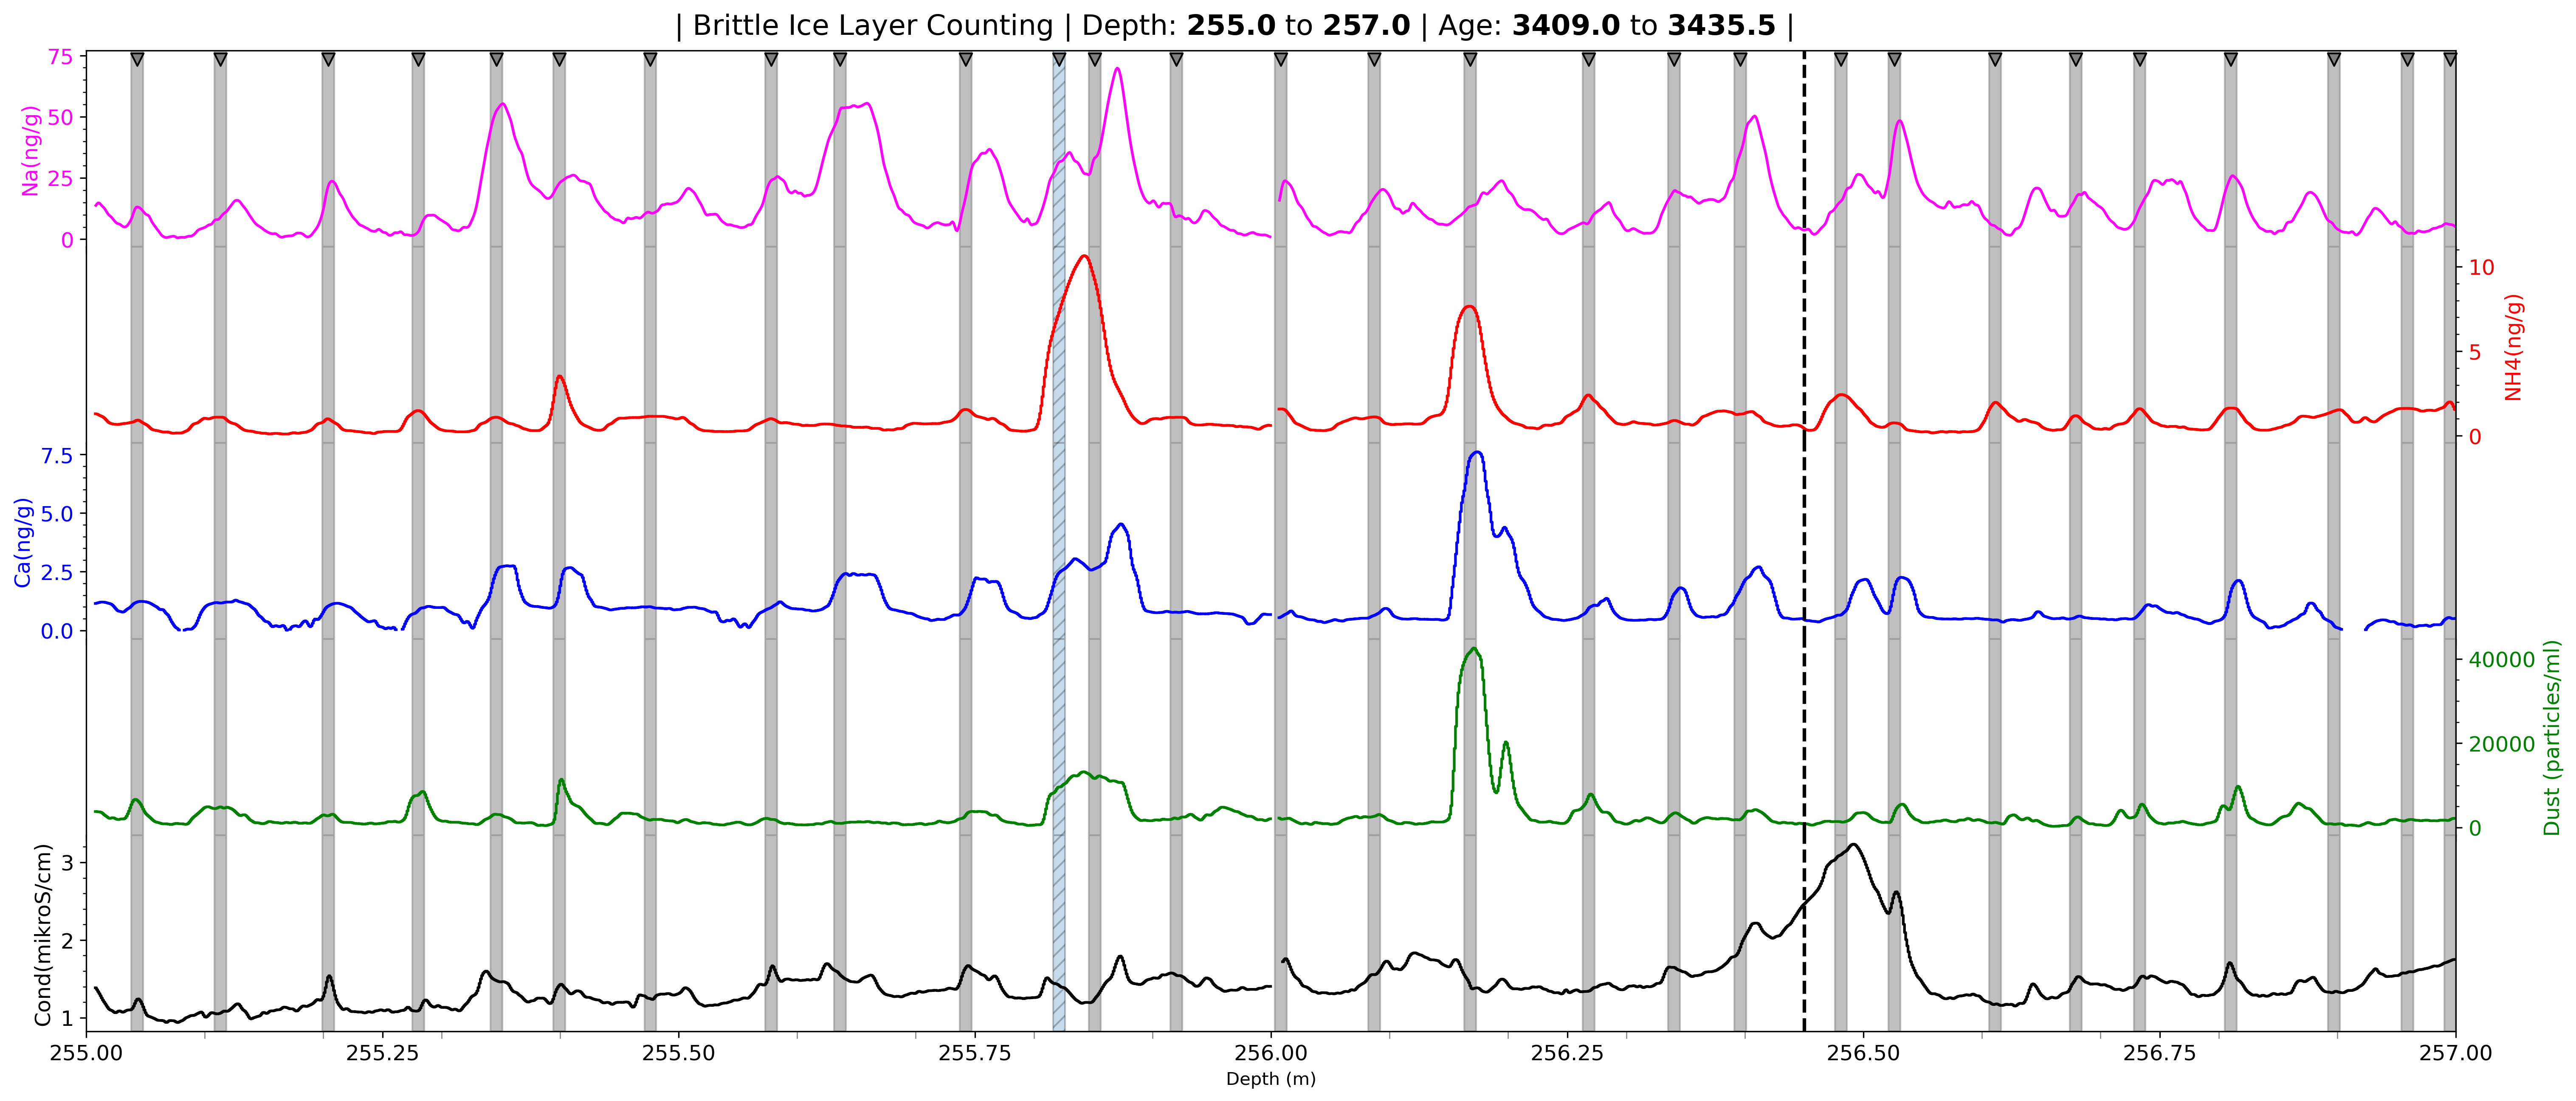 | Brittle Ice Layer Counting | Depth: 255.0 to 257.0 | Age: 3409.0 to 3435.5 |
75
50
25
0
Na(ng/g)
10
5
0
NH4(ng/g)
7.5
5.0
2.5
0.0
Ca(ng/g)
40000
20000
0
Dust (particles/ml)
3
2
1
Cond(mikroS/cm)
255.00 255.25 255.50 255.75 256.00 256.25 256.50 256.75 257.00
Depth (m)